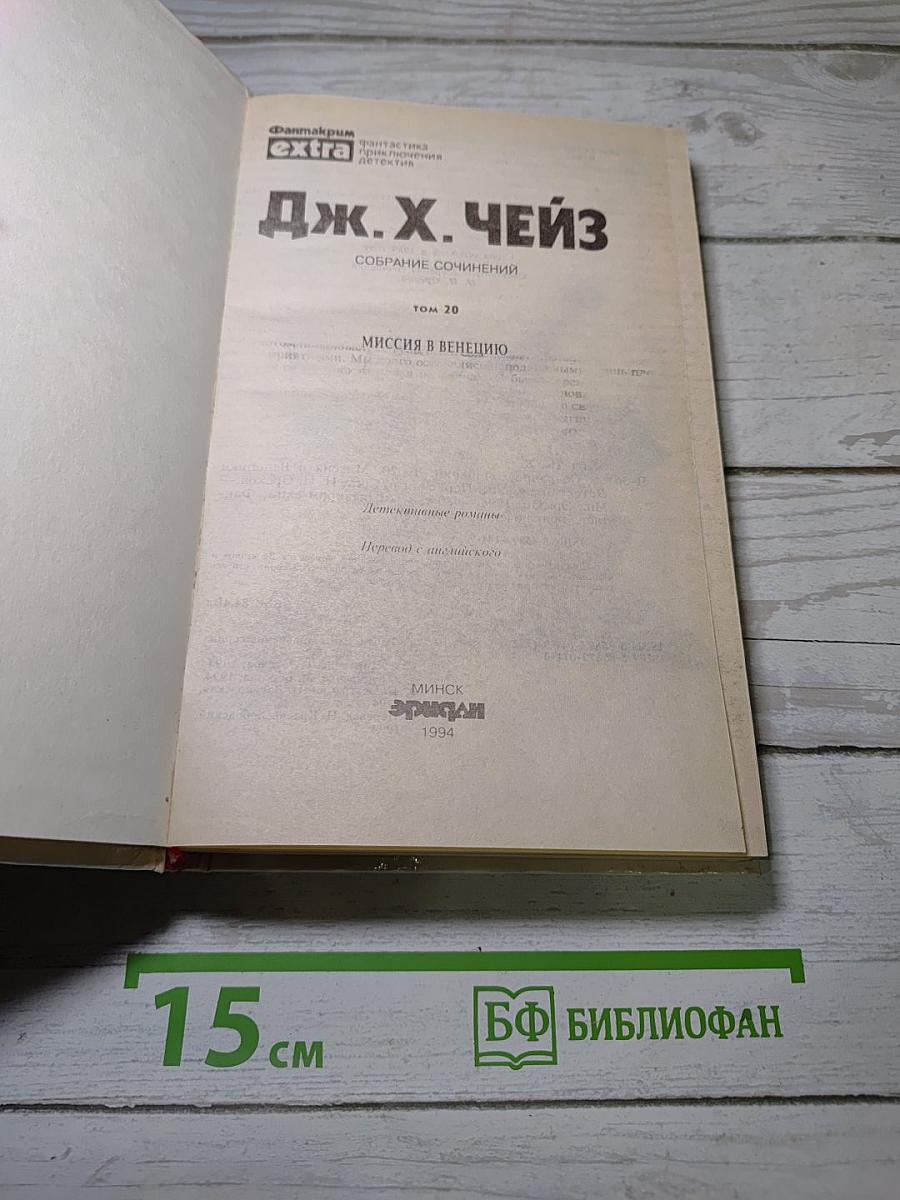 Фантакрим
extra
фантастика
приключения
детектив
Дж. Х. ЧЕЙЗ
СОБРАНИЕ СОЧИНЕНИЙ
том 20
МИССИЯ В ВЕНЕЦИЮ
Детективные романы
Перевод с английского
МИНСК
Эридан
1994
15 см
БФ БИБЛИОФАН